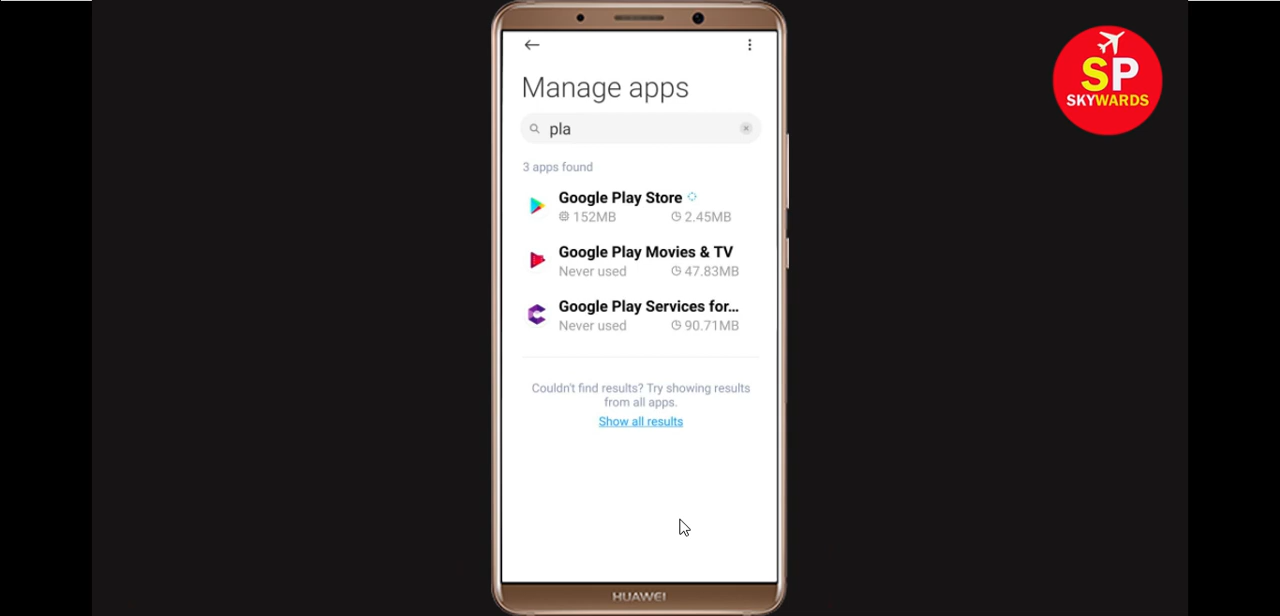 SP
SKYWARDS
Manage apps
pla
3 apps found
Google Play Store
152MB 2.45MB
Google Play Movies & TV
Never used 47.83MB
Google Play Services for...
Never used 90.71MB
Couldn't find results? Try showing results
from all apps.
Show all results
HUAWEI